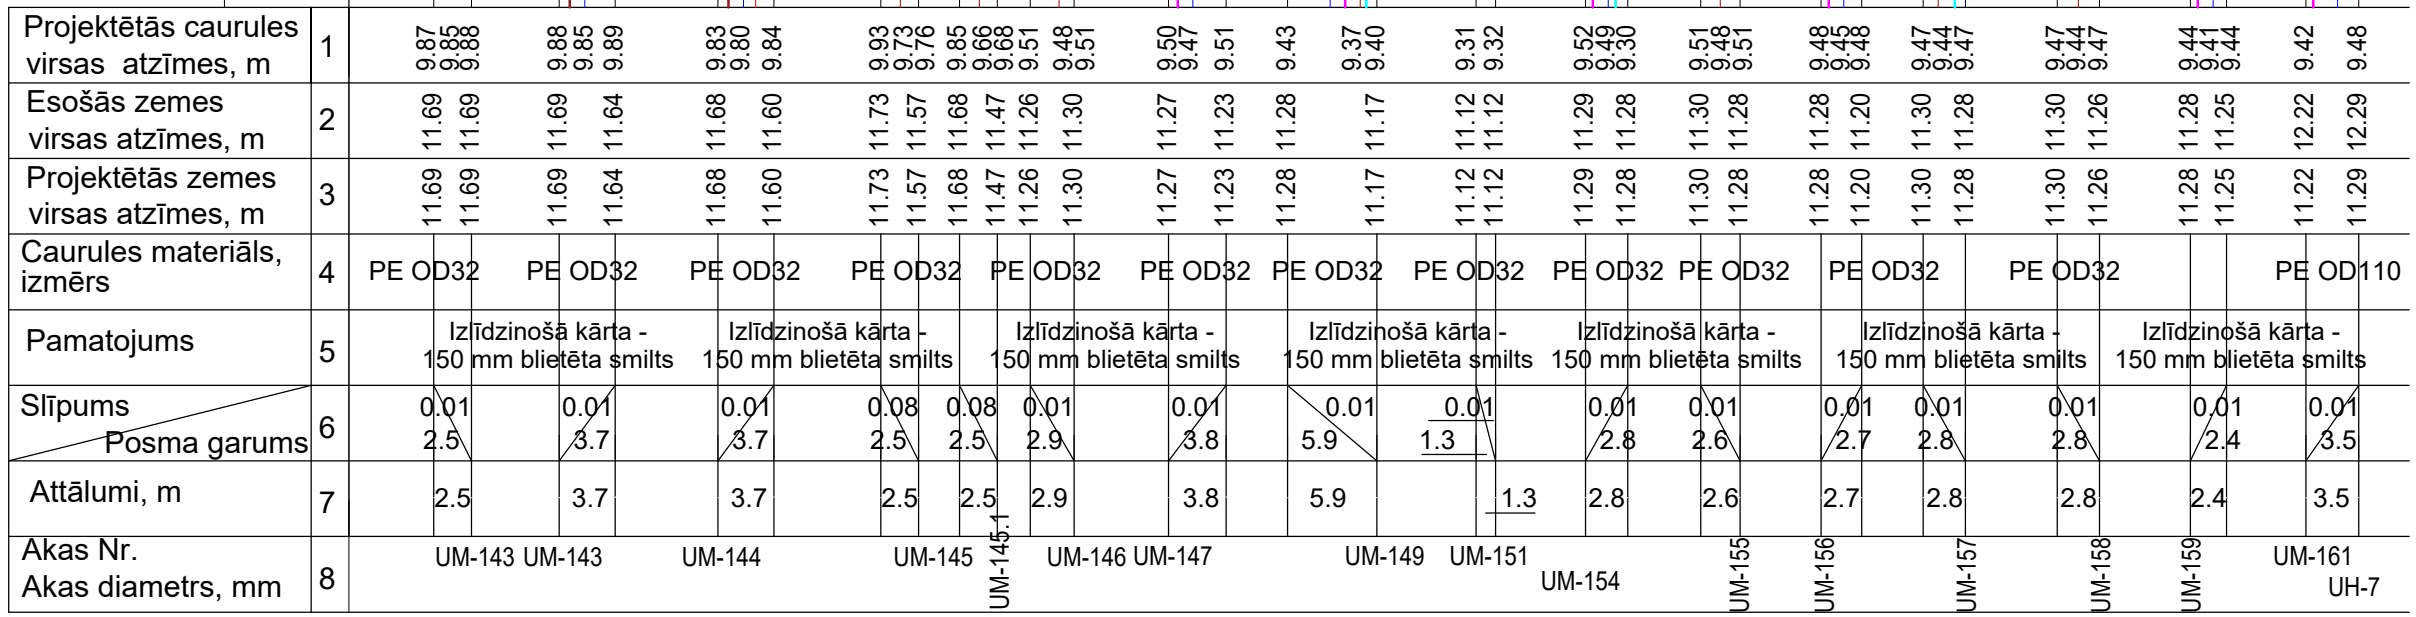 Projektētās caurules
virsas atzīmes, m
1
9.87 9.85 9.88 9.88 9.85 9.89 9.83 9.80 9.84 9.93 9.73 9.76 9.85 9.66 9.68 9.51 9.48 9.51 9.50 9.47 9.51 9.43 9.37 9.40 9.31 9.32 9.52 9.49 9.30 9.51 9.48 9.51 9.48 9.45 9.48 9.47 9.44 9.47 9.47 9.44 9.47 9.44 9.41 9.44 9.42 9.48
Esošās zemes
virsas atzīmes, m
2
11.69 11.69 11.69 11.64 11.68 11.60 11.73 11.57 11.68 11.47 11.26 11.30 11.27 11.23 11.28 11.17 11.12 11.12 11.29 11.28 11.30 11.28 11.28 11.20 11.30 11.28 11.30 11.26 11.28 11.25 12.22 12.29
Projektētās zemes
virsas atzīmes, m
3
11.69 11.69 11.69 11.64 11.68 11.60 11.73 11.57 11.68 11.47 11.26 11.30 11.27 11.23 11.28 11.17 11.12 11.12 11.29 11.28 11.30 11.28 11.28 11.20 11.30 11.28 11.30 11.26 11.28 11.25 11.22 11.29
Caurules materiāls,
izmērs
4
PE OD32 PE OD32 PE OD32 PE OD32 PE OD32 PE OD32 PE OD32 PE OD32 PE OD32 PE OD32 PE OD32 PE OD32 PE OD110
Pamatojums
5
Izlīdzinošā kārta - Izlīdzinošā kārta - Izlīdzinošā kārta - Izlīdzinošā kārta - Izlīdzinošā kārta - Izlīdzinošā kārta - Izlīdzinošā kārta -
150 mm blietēta smilts 150 mm blietēta smilts 150 mm blietēta smilts 150 mm blietēta smilts 150 mm blietēta smilts 150 mm blietēta smilts 150 mm blietēta smilts
Slīpums
Posma garums
6
0.01 0.01 0.01 0.08 0.08 0.01 0.01 0.01 0.01 0.01 0.01 0.01 0.01 0.01 0.01 0.01
2.5 3.7 3.7 2.5 2.5 2.9 3.8 5.9 1.3 2.8 2.6 2.7 2.8 2.8 2.4 3.5
Attālumi, m
7
2.5 3.7 3.7 2.5 2.5 2.9 3.8 5.9 1.3 2.8 2.6 2.7 2.8 2.8 2.4 3.5
Akas Nr.
Akas diametrs, mm
8
UM-143 UM-143 UM-144 UM-145 UM-145.1 UM-146 UM-147 UM-149 UM-151 UM-154 UM-155 UM-156 UM-157 UM-158 UM-159 UM-161
UH-7